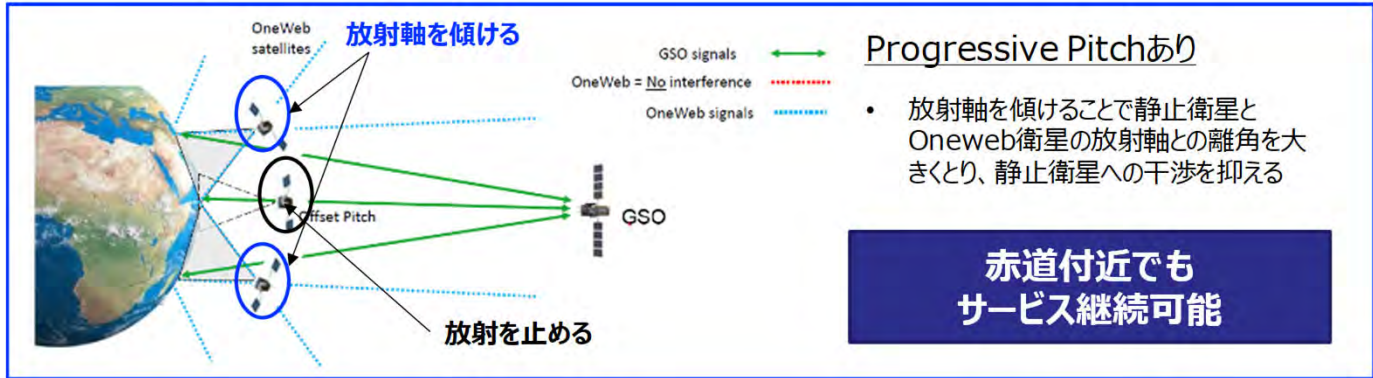 OneWeb
satellites
放射軸を傾ける
GSO signals
OneWeb = No interference
OneWeb signals
Offset Pitch
GSO
放射を止める
Progressive Pitchあり
• 放射軸を傾けることで静止衛星と
Oneweb衛星の放射軸との離角を大
きくとり、静止衛星への干渉を抑える
赤道付近でも
サービス継続可能